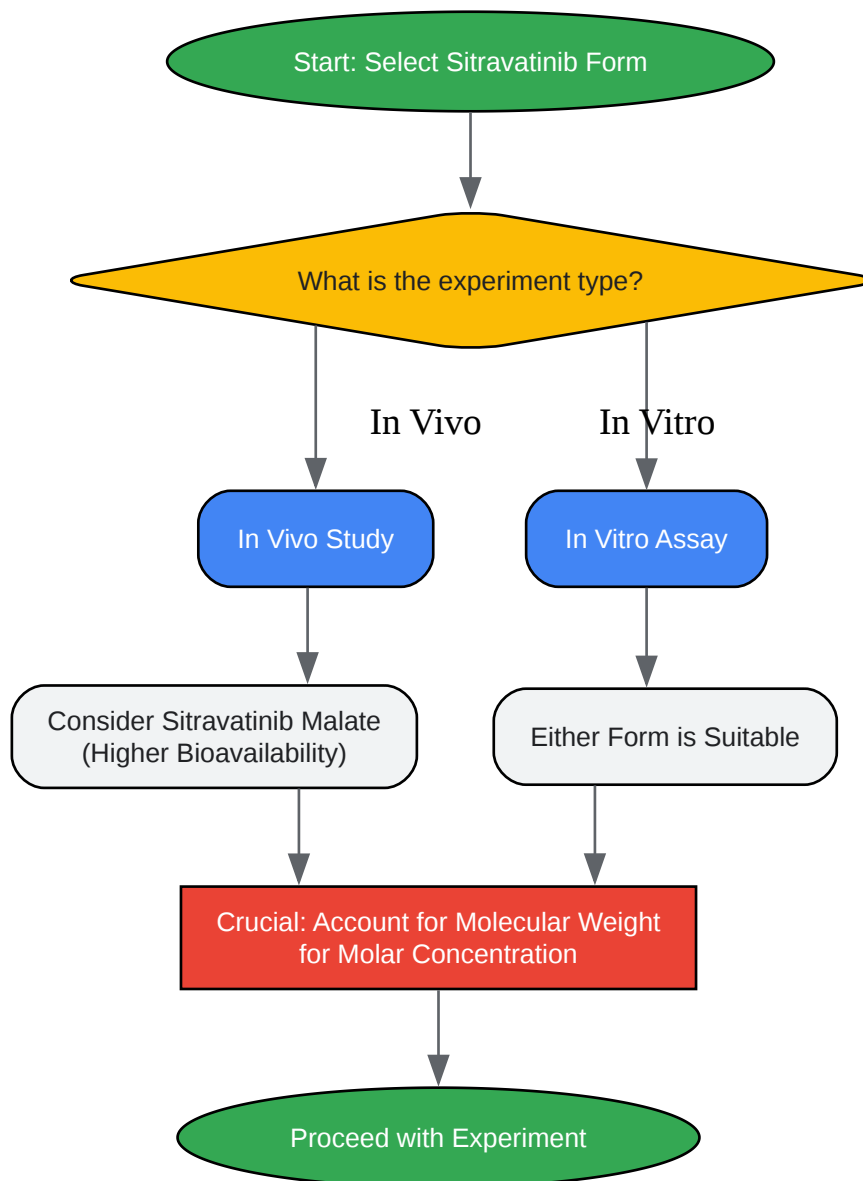 Start: Select Sitravatinib Form
What is the experiment type?
In Vivo
In Vitro
In Vivo Study
In Vitro Assay
Consider Sitravatinib Malate
(Higher Bioavailability)
Either Form is Suitable
Crucial: Account for Molecular Weight
for Molar Concentration
Proceed with Experiment